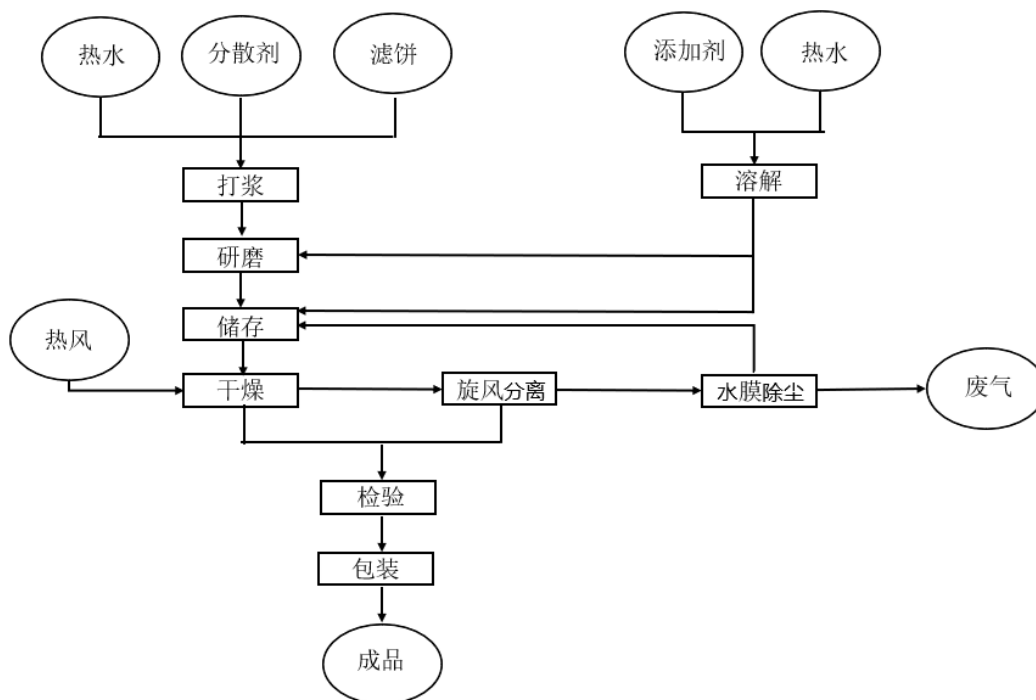 热水
分散剂
滤饼
添加剂
热水
打浆
溶解
研磨
储存
热风
干燥
旋风分离
水膜除尘
废气
检验
包装
成品